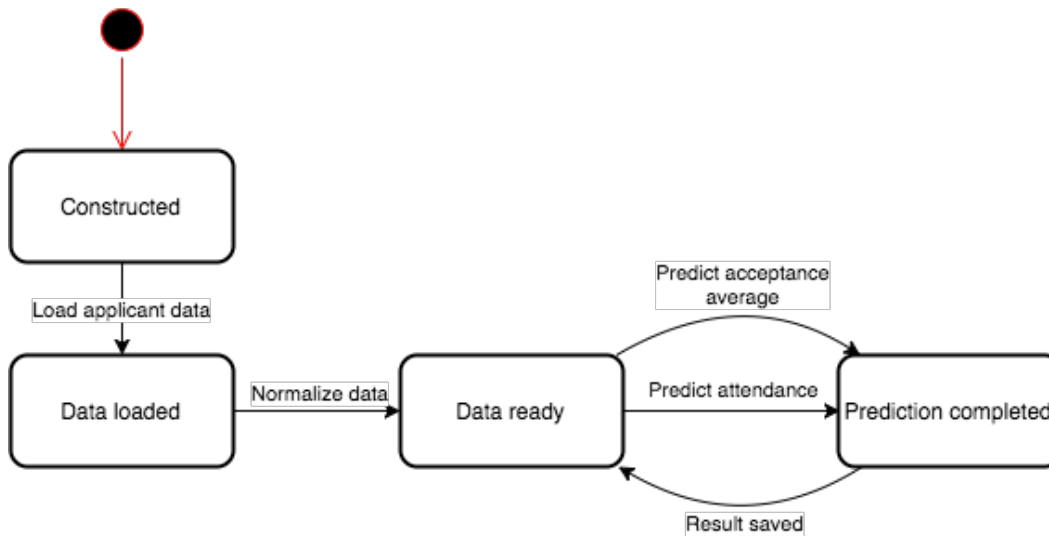 Constructed
Load applicant data
Data loaded
Normalize data
Data ready
Predict acceptance
average
Predict attendance
Prediction completed
Result saved